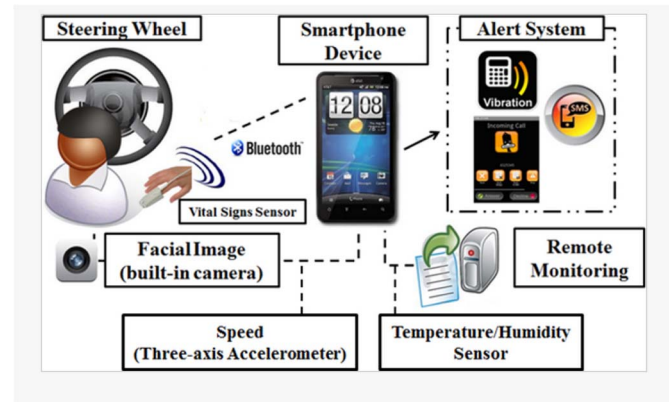 Steering Wheel
Smartphone
Device
Alert System
12 08
Vibration
SMS
Incoming Call
Bluetooth
Vital Signs Sensor
Facial Image
(built-in camera)
Remote
Monitoring
Speed
(Three-axis Accelerometer)
Temperature/Humidity
Sensor